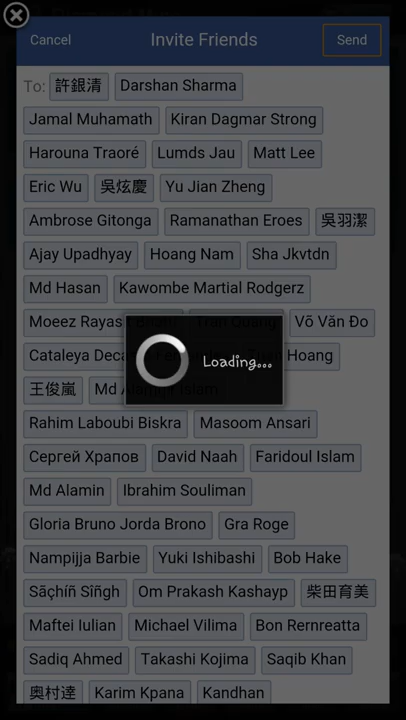 Cancel Invite Friends Send
To: 許銀清 Darshan Sharma
Jamal Muhamath Kiran Dagmar Strong
Harouna Traoré Lumds Jau Matt Lee
Eric Wu 吳炫慶 Yu Jian Zheng
Ambrose Gitonga Ramanathan Eroes 吳羽潔
Ajay Upadhyay Hoang Nam Sha Jkvtdn
Md Hasan Kawombe Martial Rodgerz
Moeez Tran Quang Võ Văn Đo
Cataleya Hoang
Loading...
王俊嵐 Md Alamin Islam
Rahim Laboubi Biskra Masoom Ansari
Сергей Храпов David Naah Faridoul Islam
Md Alamin Ibrahim Souliman
Gloria Bruno Jorda Brono Gra Roge
Nampijja Barbie Yuki Ishibashi Bob Hake
Sãçhíñ Sîñgh Om Prakash Kashayp 柴田育美
Maftei Iulian Michael Vilima Bon Rernreatta
Sadiq Ahmed Takashi Kojima Saqib Khan
奥村達 Karim Kpana Kandhan